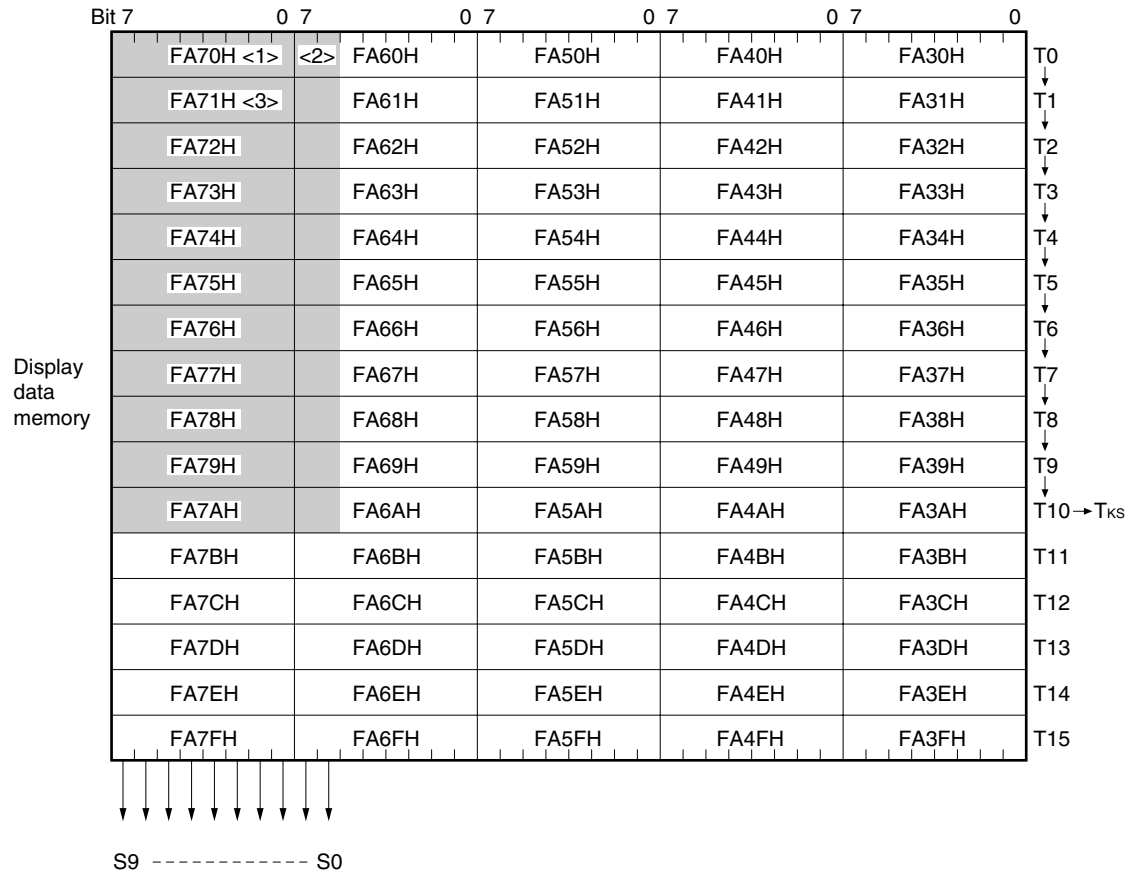 Bit 7 0 7 0 7 0 7 0 7 0
FA70H <1> <2> FA60H FA50H FA40H FA30H T0
FA71H <3> FA61H FA51H FA41H FA31H T1
FA72H FA62H FA52H FA42H FA32H T2
FA73H FA63H FA53H FA43H FA33H T3
FA74H FA64H FA54H FA44H FA34H T4
FA75H FA65H FA55H FA45H FA35H T5
FA76H FA66H FA56H FA46H FA36H T6
Display
data
memory
FA77H FA67H FA57H FA47H FA37H T7
FA78H FA68H FA58H FA48H FA38H T8
FA79H FA69H FA59H FA49H FA39H T9
FA7AH FA6AH FA5AH FA4AH FA3AH T10 → TKS
FA7BH FA6BH FA5BH FA4BH FA3BH T11
FA7CH FA6CH FA5CH FA4CH FA3CH T12
FA7DH FA6DH FA5DH FA4DH FA3DH T13
FA7EH FA6EH FA5EH FA4EH FA3EH T14
FA7FH FA6FH FA5FH FA4FH FA3FH T15
S9 ------------ S0